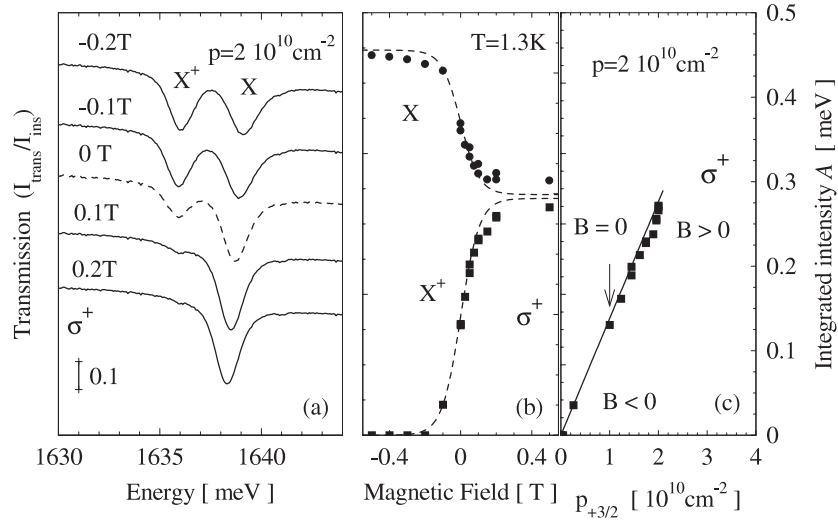 -0.2T
p=2 10^10cm^-2
X^+
X
-0.1T
0 T
0.1T
0.2T
σ^+
0.1
(a)
Transmission (I_trans/I_ins)
1630
1635
1640
Energy [ meV]
T=1.3K
X
X^+
σ^+
(b)
-0.4
0
0.4
Magnetic Field [ T ]
p=2 10^10cm^-2
σ^+
B = 0
B > 0
B < 0
(c)
0
1
2
3
4
p_+3/2 [ 10^10cm^-2]
0.5
0.4
0.3
0.2
0.1
0
Integrated intensity A [ meV]